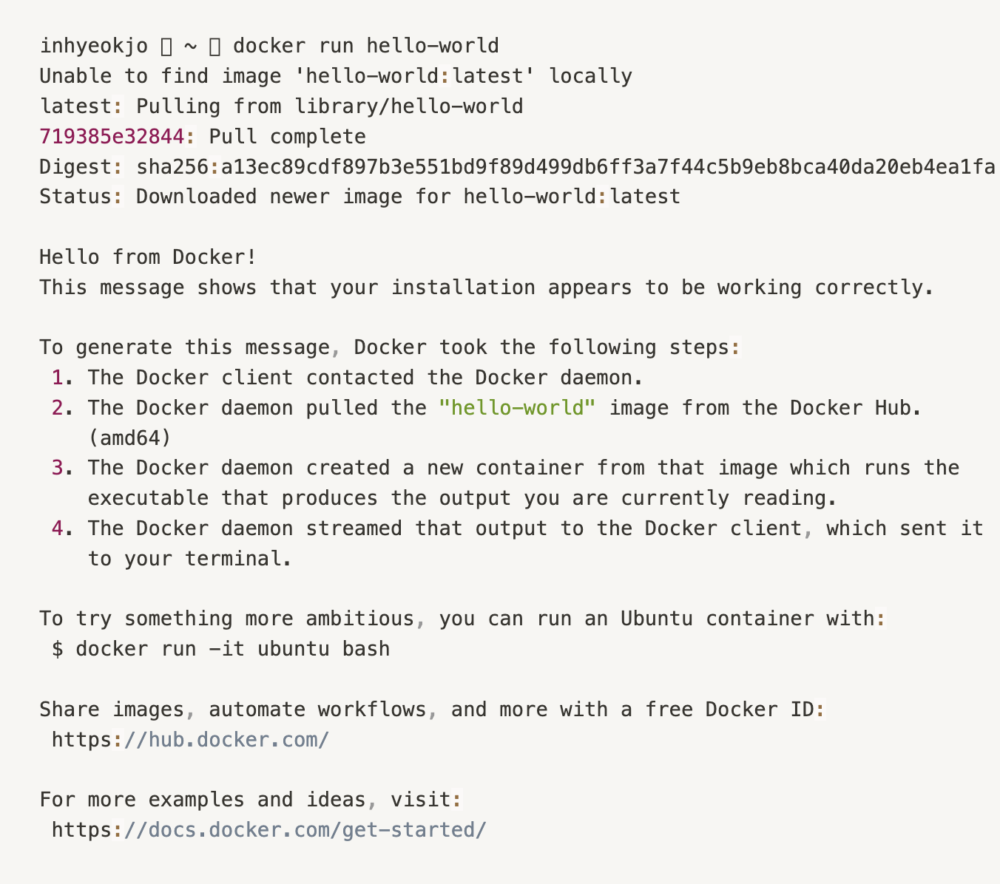 inhyeokjo ~ docker run hello-world
Unable to find image 'hello-world:latest' locally
latest: Pulling from library/hello-world
719385e32844: Pull complete
Digest: sha256:a13ec89cdf897b3e551bd9f89d499db6ff3a7f44c5b9eb8bca40da20eb4ea1fa
Status: Downloaded newer image for hello-world:latest

Hello from Docker!
This message shows that your installation appears to be working correctly.

To generate this message, Docker took the following steps:
 1. The Docker client contacted the Docker daemon.
 2. The Docker daemon pulled the "hello-world" image from the Docker Hub.
    (amd64)
 3. The Docker daemon created a new container from that image which runs the
    executable that produces the output you are currently reading.
 4. The Docker daemon streamed that output to the Docker client, which sent it
    to your terminal.

To try something more ambitious, you can run an Ubuntu container with:
 $ docker run -it ubuntu bash

Share images, automate workflows, and more with a free Docker ID:
 https://hub.docker.com/

For more examples and ideas, visit:
 https://docs.docker.com/get-started/